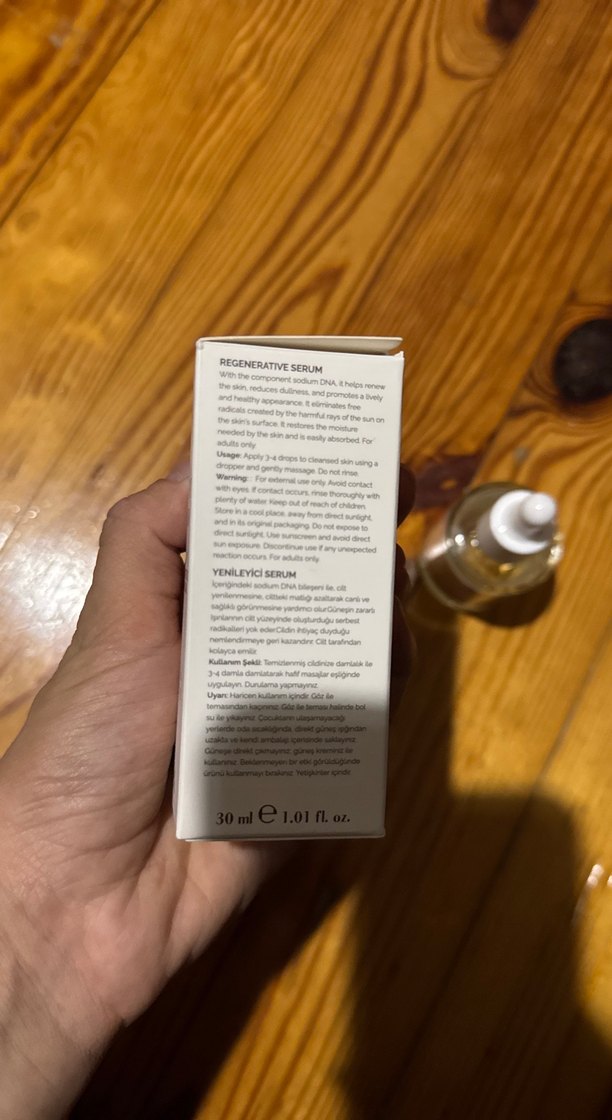 REGENERATIVE SERUM
With the component sodium DNA, it helps renew
the skin, reduces dullness, and promotes a lively
and healthy appearance. It eliminates free
radicals created by the harmful rays of the sun on
the skin's surface. It restores the moisture
needed by the skin and is easily absorbed. For
adults only.
Usage: Apply 3-4 drops to cleansed skin using a
dropper and gently massage. Do not rinse.
Warning: : For external use only. Avoid contact
with eyes. If contact occurs, rinse thoroughly with
plenty of water. Keep out of reach of children.
Store in a cool place, away from direct sunlight,
and in its original packaging. Do not expose to
direct sunlight. Use sunscreen and avoid direct
sun exposure. Discontinue use if any unexpected
reaction occurs. For adults only.
YENİLEYİCİ SERUM
İçeriğindeki sodium DNA bileşeni ile, cilt
yenilenmesine, ciltteki matlığı azaltarak canlı ve
sağlıklı görünmesine yardımcı olur.Güneşin zararlı
ışınlarının cilt yüzeyinde oluşturduğu serbest
radikalleri yok eder.Cildin ihtiyaç duyduğu
nemlendirmeye geri kazandırır. Cilt tarafından
kolayca emilir.
Kullanım Şekli: Temizlenmiş cildinize damlalık ile
3-4 damla damlatarak hafif masajlar eşliğinde
uygulayın. Durulama yapmayınız.
Uyarı: Haricen kullanım içindir. Göz ile
temasından kaçınınız. Göz ile teması halinde bol
su ile yıkayınız. Çocukların ulaşamayacağı
yerlerde oda sıcaklığında, direkt güneş ışığından
uzakta ve kendi ambalajı içerisinde saklayınız.
Güneşe direkt çıkmayınız; güneş kreminiz ile
kullanınız. Beklenmeyen bir etki görüldüğünde
ürünü kullanmayı bırakınız. Yetişkinler içindir.
30 ml ℮ 1.01 fl. oz.